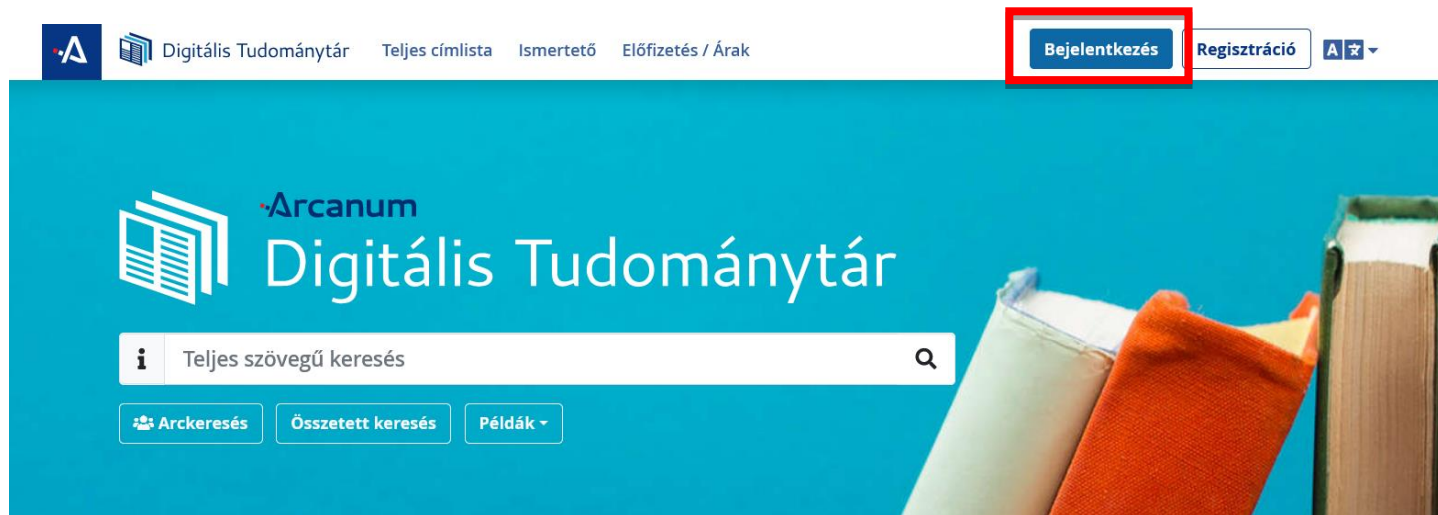 Digitális Tudománytár Teljes címlista Ismertető Előfizetés / Árak Bejelentkezés Regisztráció A
Arcanum
Digitális Tudománytár
Teljes szövegű keresés
Arckeresés Összetett keresés Példák